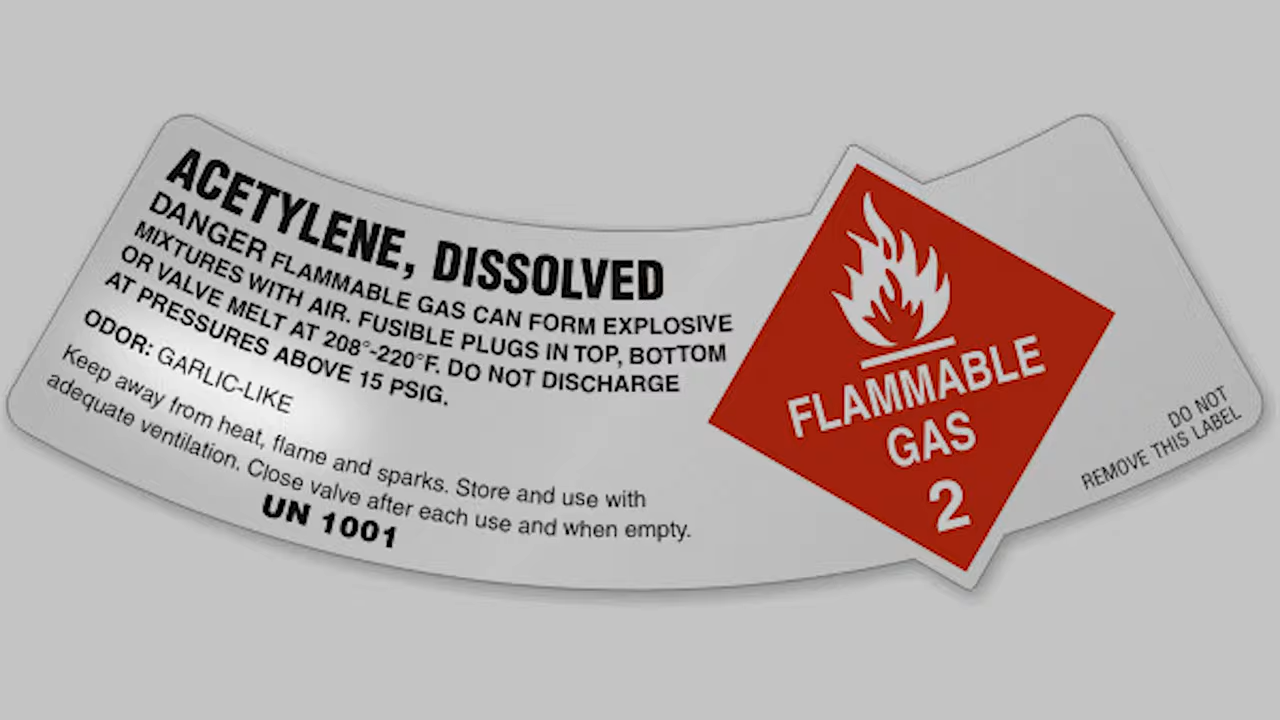 ACETYLENE, DISSOLVED
DANGER FLAMMABLE GAS CAN FORM EXPLOSIVE
MIXTURES WITH AIR. FUSIBLE PLUGS IN TOP, BOTTOM
OR VALVE MELT AT 208°-220°F. DO NOT DISCHARGE
AT PRESSURES ABOVE 15 PSIG.
ODOR: GARLIC-LIKE
Keep away from heat, flame and sparks. Store and use with
adequate ventilation. Close valve after each use and when empty.
UN 1001
FLAMMABLE
GAS
2
DO NOT
REMOVE THIS LABEL